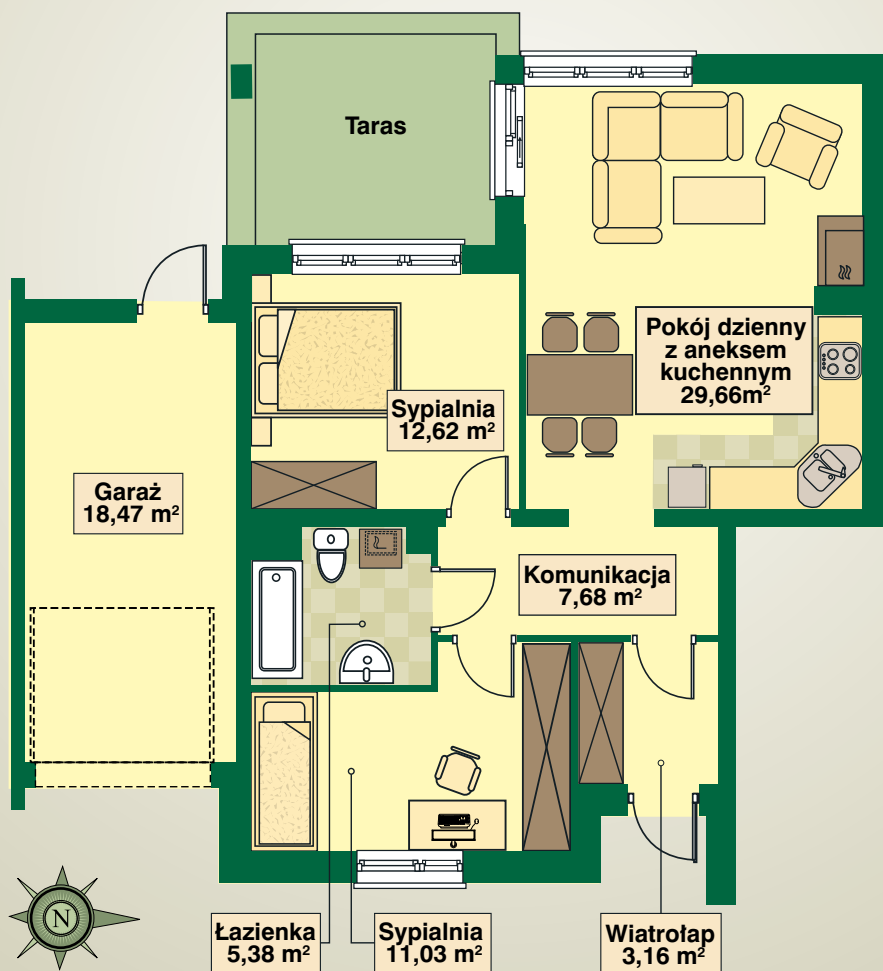 Taras
Pokój dzienny
z aneksem
kuchennym
29,66m²
Sypialnia
12,62 m²
Garaż
18,47 m²
Komunikacja
7,68 m²
N
Łazienka
5,38 m²
Sypialnia
11,03 m²
Wiatrołap
3,16 m²